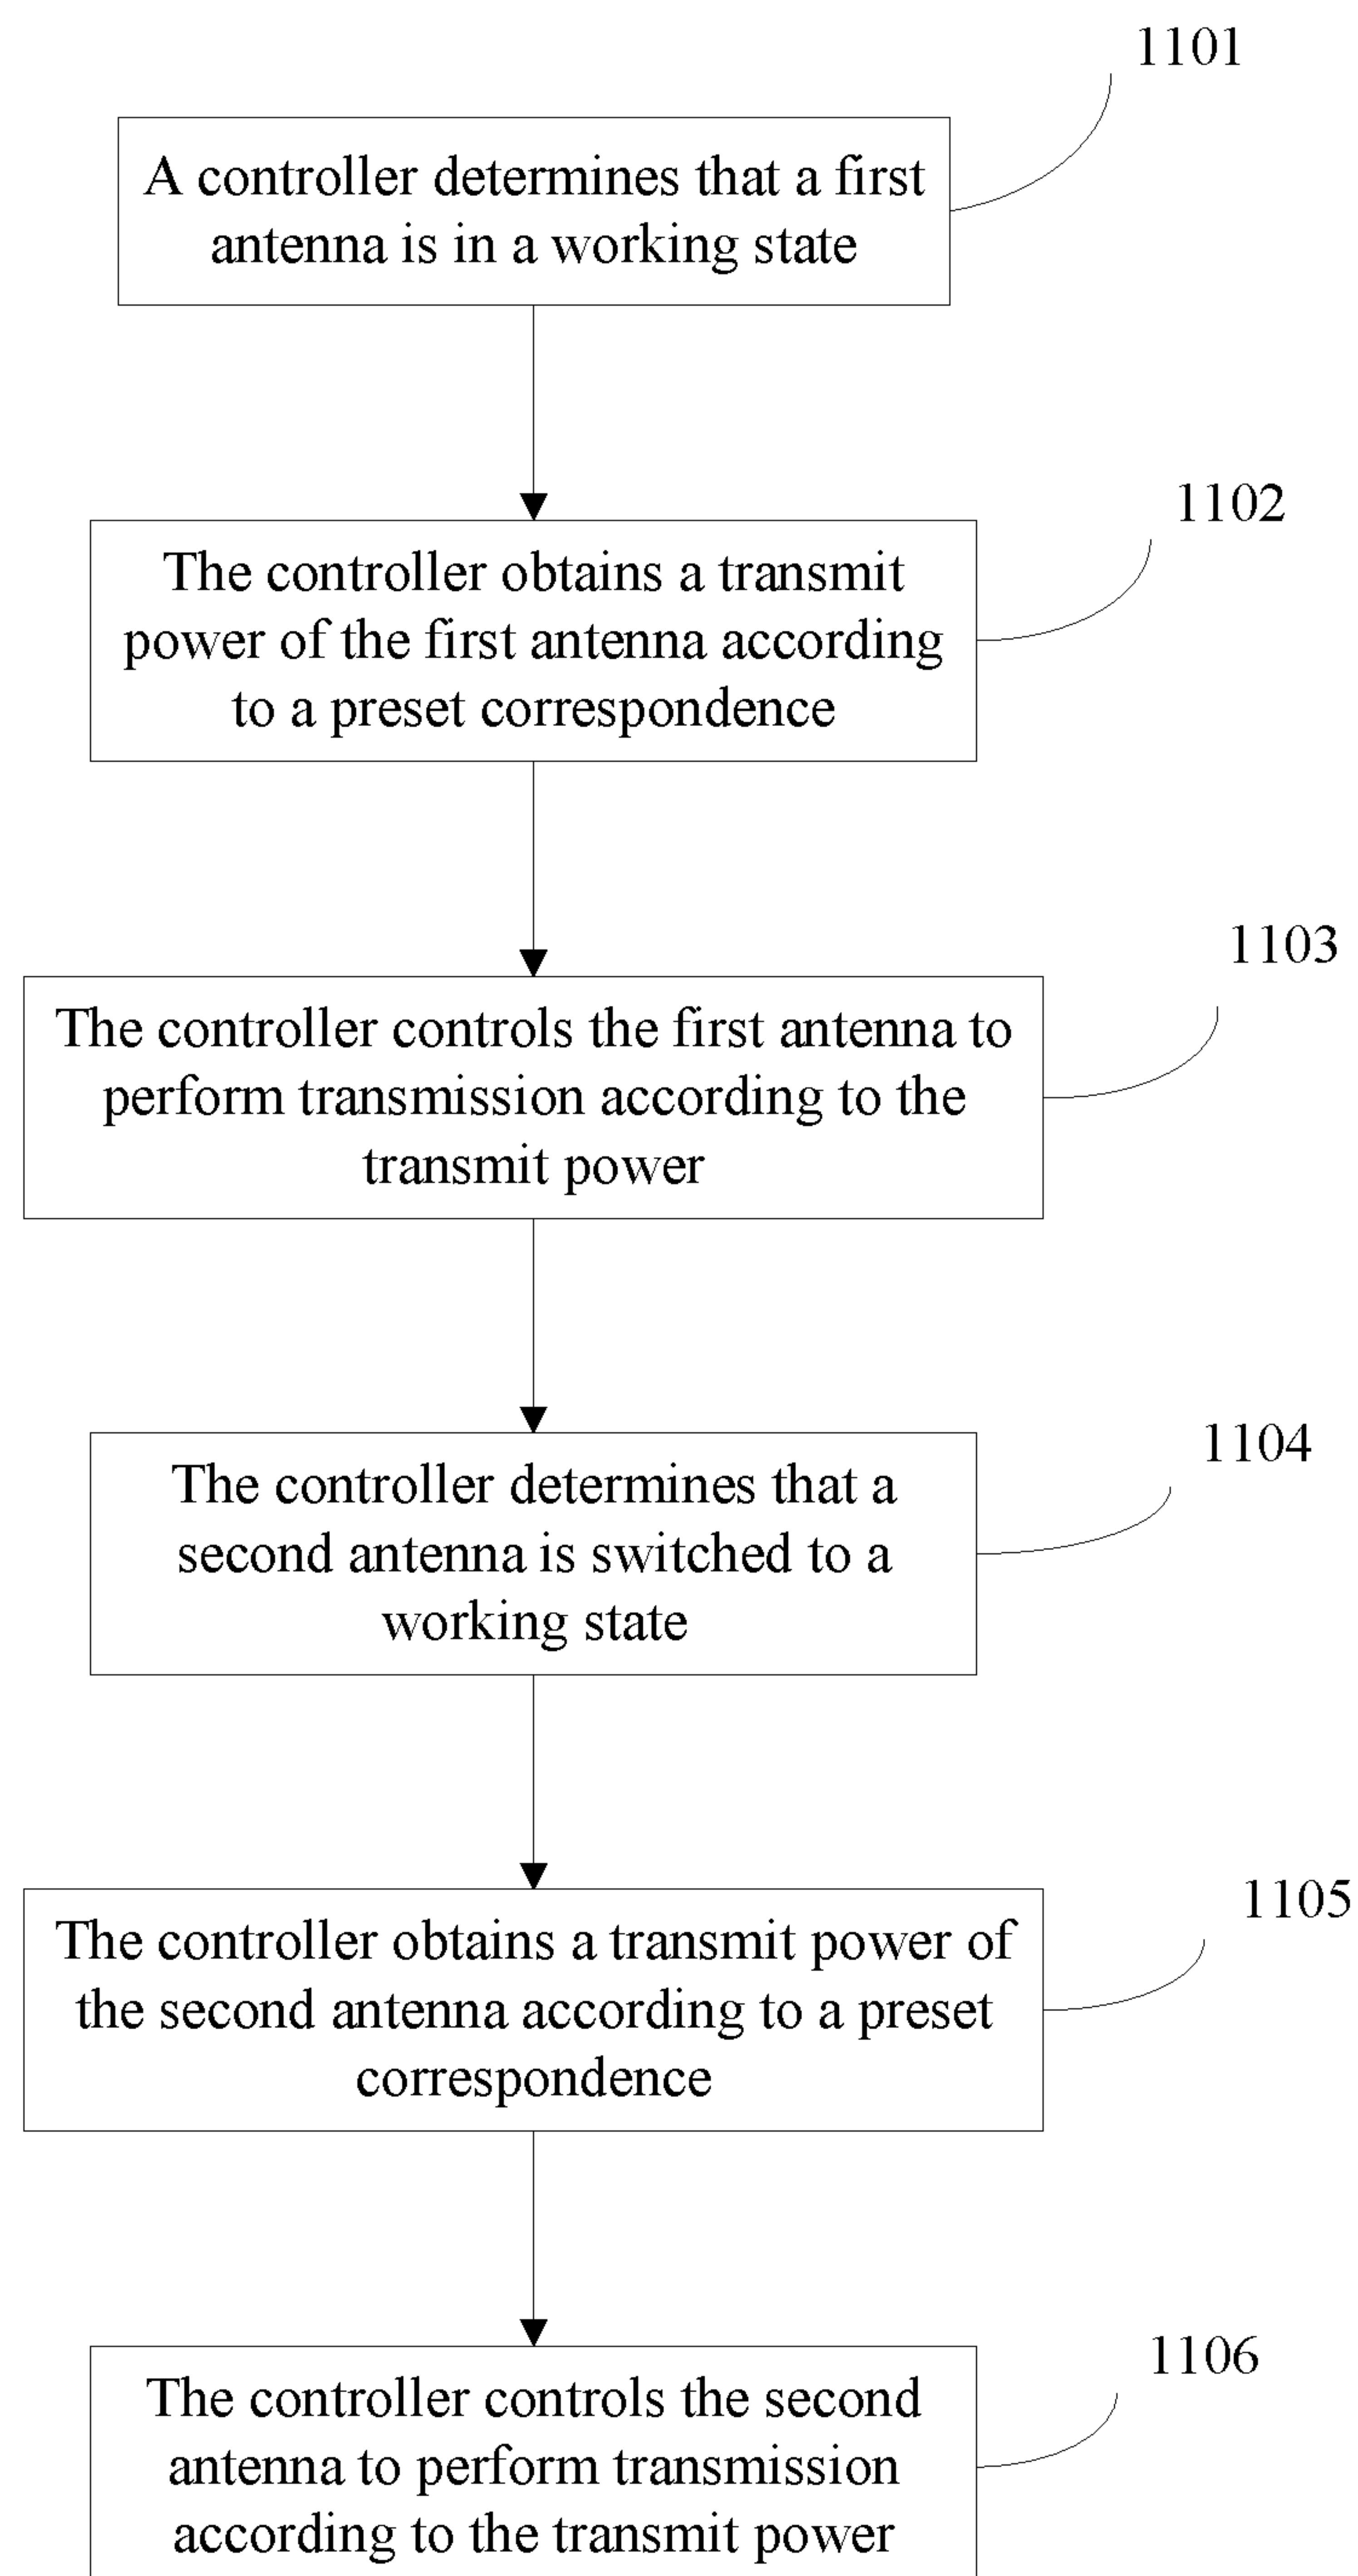 1101
A controller determines that a first
antenna is in a working state
1102
The controller obtains a transmit
power of the first antenna according
to a preset correspondence
1103
The controller controls the first antenna to
perform transmission according to the
transmit power
1104
The controller determines that a
second antenna is switched to a
working state
1105
The controller obtains a transmit power of
the second antenna according to a preset
correspondence
1106
The controller controls the second
antenna to perform transmission
according to the transmit power